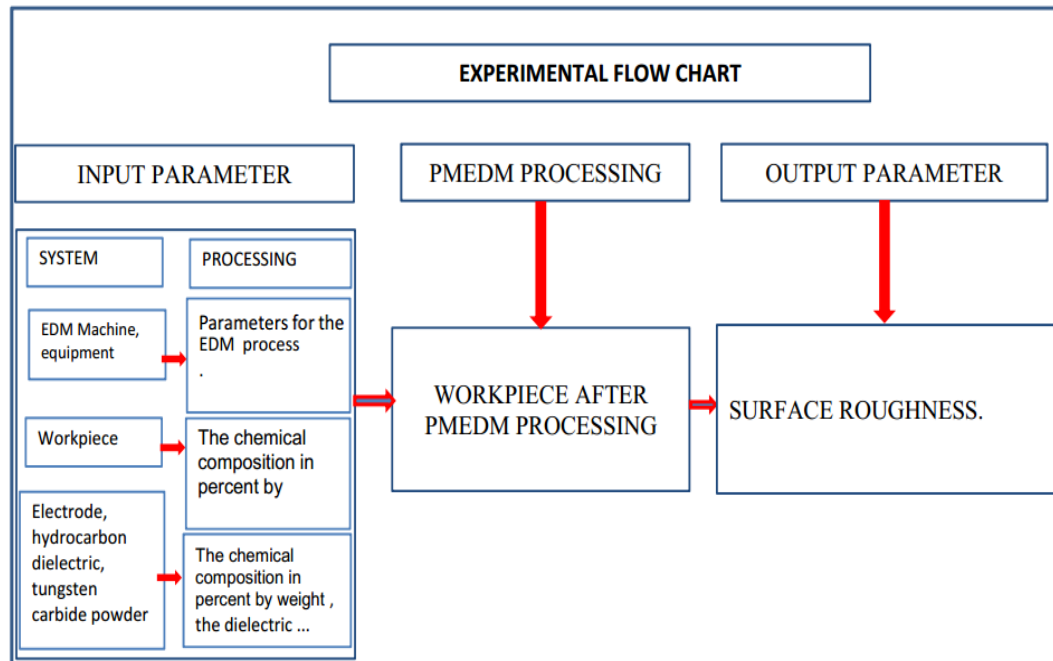 EXPERIMENTAL FLOW CHART
INPUT PARAMETER
PMEDM PROCESSING
OUTPUT PARAMETER
SYSTEM
PROCESSING
EDM Machine,
equipment
Parameters for the
EDM process
.
Workpiece
The chemical
composition in
percent by
Electrode,
hydrocarbon
dielectric,
tungsten
carbide powder
The chemical
composition in
percent by weight ,
the dielectric ...
WORKPIECE AFTER
PMEDM PROCESSING
SURFACE ROUGHNESS.